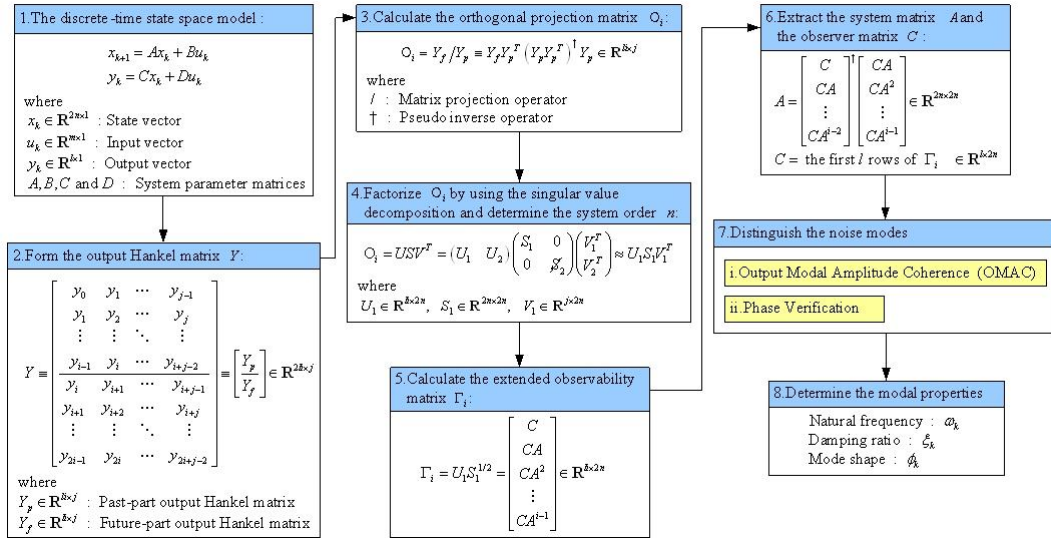 1.The discrete-time state space model :
x_{k+1} = Ax_k + Bu_k
y_k = Cx_k + Du_k
where
x_k ∈ R^{2n×1} : State vector
u_k ∈ R^{m×1} : Input vector
y_k ∈ R^{l×1} : Output vector
A, B, C and D : System parameter matrices
2.Form the output Hankel matrix Y:
Y ≡ [ y_0 y_1 ⋯ y_{j-1}
y_1 y_2 ⋯ y_j
⋮ ⋮ ⋱ ⋮
y_{i-1} y_i ⋯ y_{i+j-2}
y_i y_{i+1} ⋯ y_{i+j-1}
y_{i+1} y_{i+2} ⋯ y_{i+j}
⋮ ⋮ ⋱ ⋮
y_{2i-1} y_{2i} ⋯ y_{2i+j-2} ] ≡ [ Y_p / Y_f ] ∈ R^{2li×j}
where
Y_p ∈ R^{li×j} : Past-part output Hankel matrix
Y_f ∈ R^{li×j} : Future-part output Hankel matrix
3.Calculate the orthogonal projection matrix O_i:
O_i = Y_f / Y_p ≡ Y_f Y_p^T (Y_p Y_p^T)^† Y_p ∈ R^{li×j}
where
/ : Matrix projection operator
† : Pseudo inverse operator
4.Factorize O_i by using the singular value
decomposition and determine the system order n:
O_i = USV^T = (U_1 U_2) (S_1 0
0 S_2) (V_1^T
V_2^T) ≈ U_1 S_1 V_1^T
where
U_1 ∈ R^{li×2n}, S_1 ∈ R^{2n×2n}, V_1 ∈ R^{j×2n}
5.Calculate the extended observability
matrix Γ_i:
Γ_i = U_1 S_1^{1/2} = [ C
CA
CA^2
⋮
CA^{i-1} ] ∈ R^{li×2n}
6.Extract the system matrix A and
the observer matrix C :
A = [ C
CA
⋮
CA^{i-2} ]^† [ CA
CA^2
⋮
CA^{i-1} ] ∈ R^{2n×2n}
C = the first l rows of Γ_i ∈ R^{l×2n}
7.Distinguish the noise modes
i.Output Modal Amplitude Coherence (OMAC)
ii.Phase Verification
8.Determine the modal properties
Natural frequency : ω_k
Damping ratio : ξ_k
Mode shape : ϕ_k